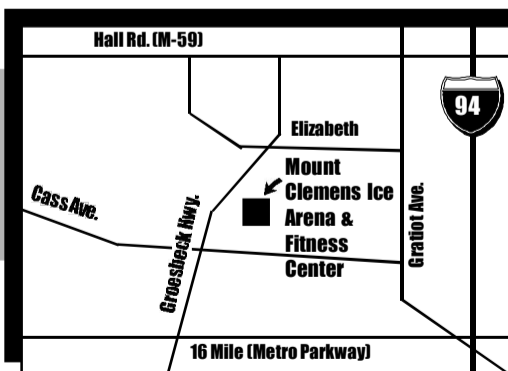 Hall Rd. (M-59)
94
Elizabeth
Mount
Clemens Ice
Arena &
Fitness
Center
Cass Ave.
Groesbeck Hwy.
Gratiot Ave.
16 Mile (Metro Parkway)